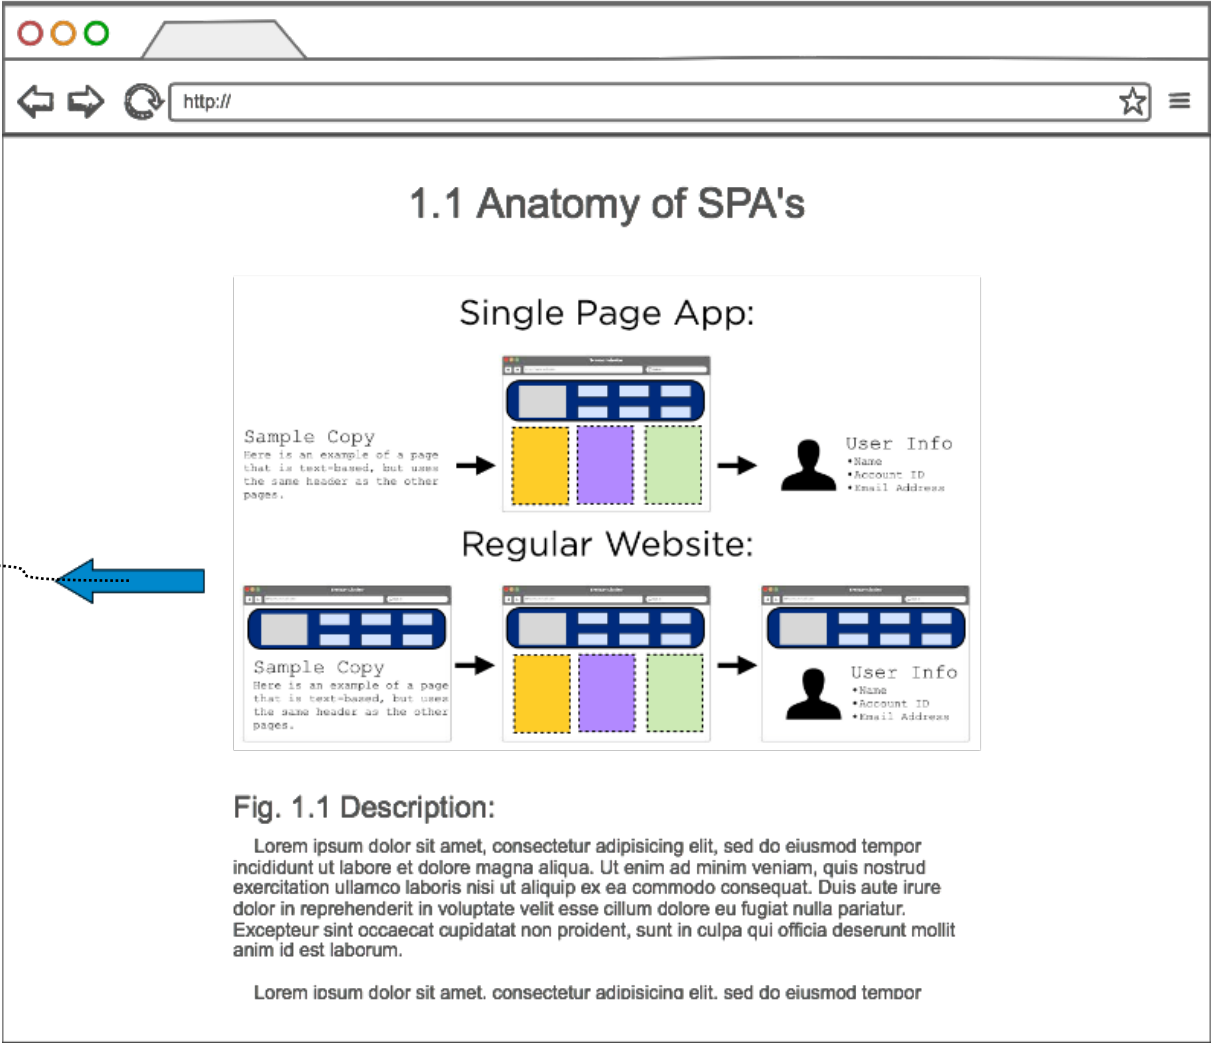 http://
1.1 Anatomy of SPA's
Single Page App:
Sample Copy
Here is an example of a page
that is text-based, but uses
the same header as the other
pages.
User Info
•Name
•Account ID
•Email Address
Regular Website:
Sample Copy
Here is an example of a page
that is text-based, but uses
the same header as the other
pages.
User Info
•Name
•Account ID
•Email Address
Fig. 1.1 Description:
Lorem ipsum dolor sit amet, consectetur adipisicing elit, sed do eiusmod tempor
incididunt ut labore et dolore magna aliqua. Ut enim ad minim veniam, quis nostrud
exercitation ullamco laboris nisi ut aliquip ex ea commodo consequat. Duis aute irure
dolor in reprehenderit in voluptate velit esse cillum dolore eu fugiat nulla pariatur.
Excepteur sint occaecat cupidatat non proident, sunt in culpa qui officia deserunt mollit
anim id est laborum.
Lorem ipsum dolor sit amet, consectetur adipisicing elit, sed do eiusmod tempor